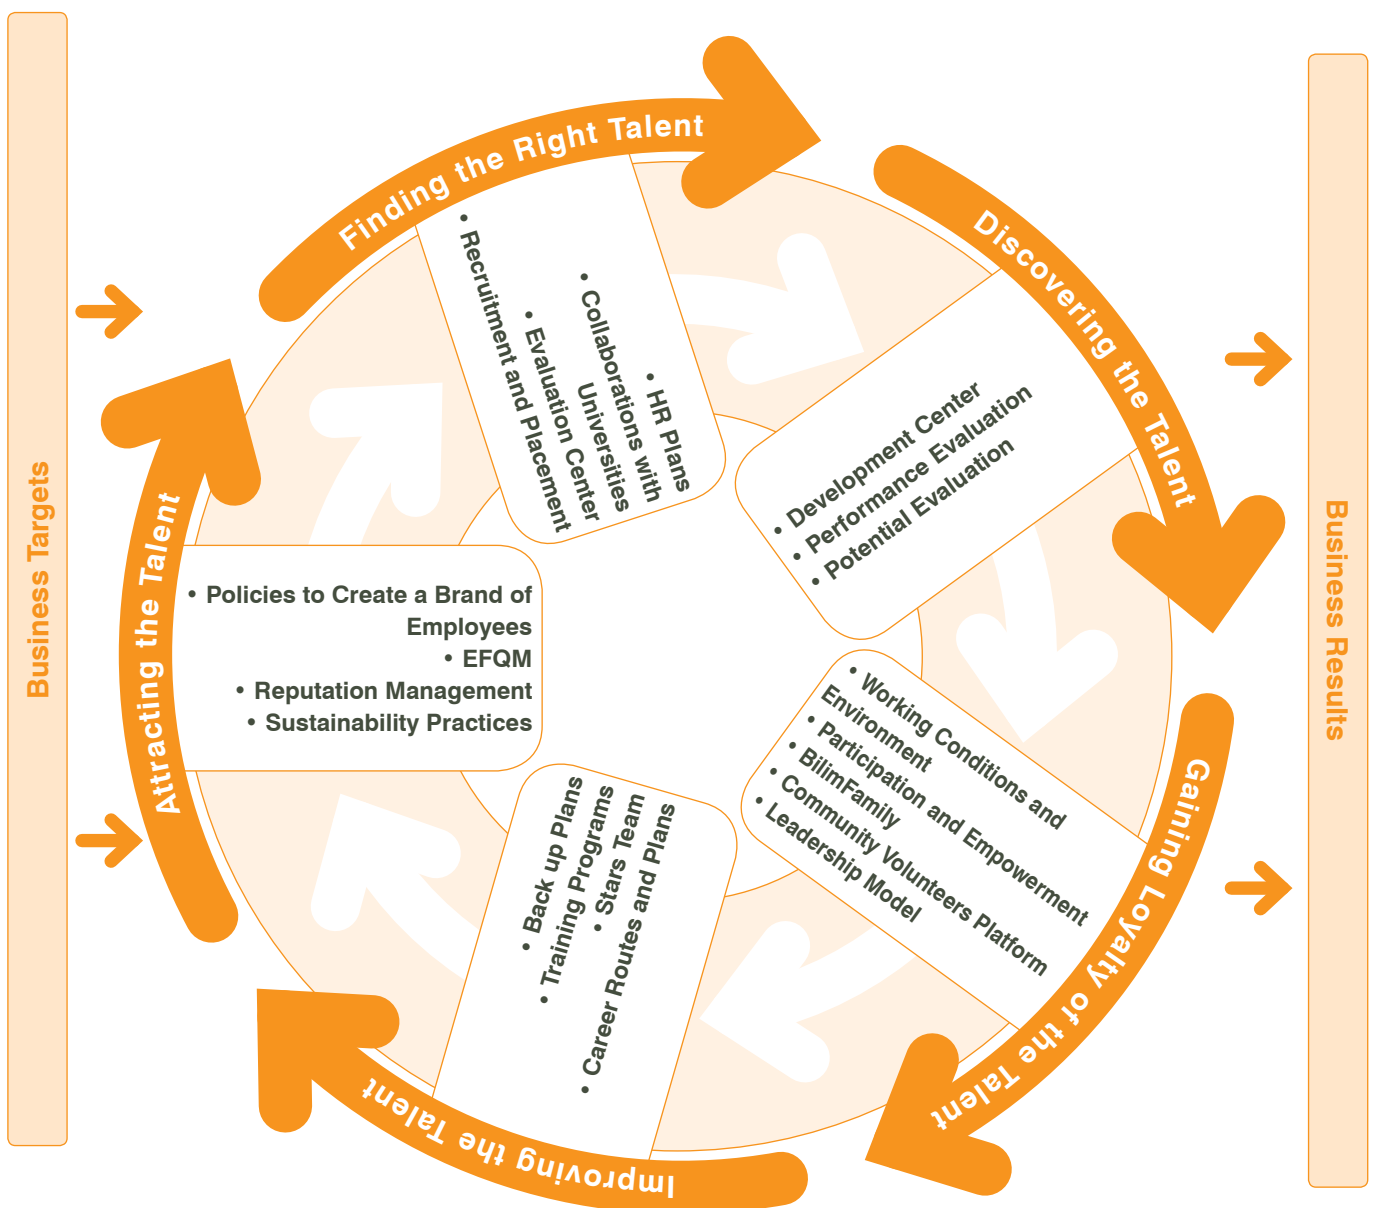 Business Targets
Attracting the Talent
• Policies to Create a Brand of
Employees
• EFQM
• Reputation Management
• Sustainability Practices
Finding the Right Talent
• HR Plans
• Collaborations with
Universities
• Evaluation Center
• Recruitment and Placement
Discovering the Talent
• Development Center
• Performance Evaluation
• Potential Evaluation
Gaining Loyalty of the Talent
• Working Conditions and
Environment
• Participation and Empowerment
• BilimFamily
• Community Volunteers Platform
• Leadership Model
Improving the Talent
• Back up Plans
• Training Programs
• Stars Team
• Career Routes and Plans
Business Results